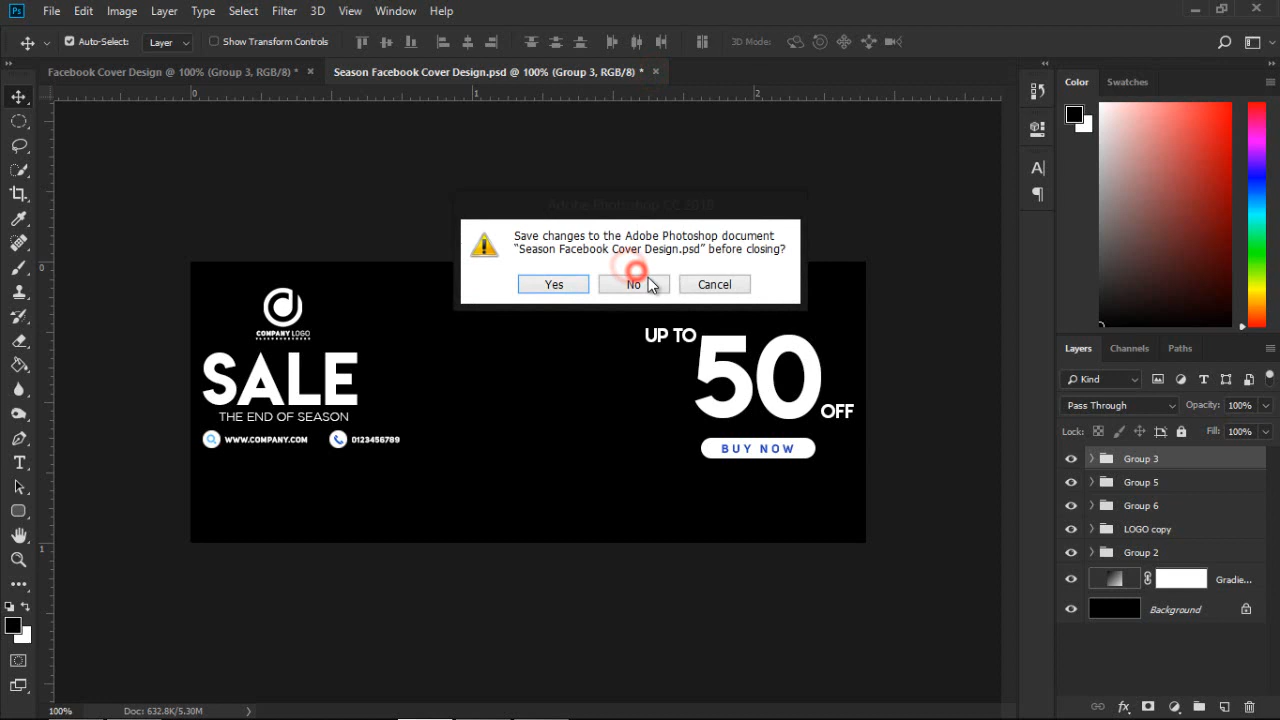 File Edit Image Layer Type Select Filter 3D View Window Help
Auto-Select: Layer Show Transform Controls 3D Mode:
Facebook Cover Design @ 100% (Group 3, RGB/8) *
Season Facebook Cover Design.psd @ 100% (Group 3, RGB/8) *
0 1 2
0
1
Adobe Photoshop CC 2018
Save changes to the Adobe Photoshop document
“Season Facebook Cover Design.psd” before closing?
Yes No Cancel
COMPANY LOGO
SALE
THE END OF SEASON
WWW.COMPANY.COM 0123456789
UP TO
50
OFF
BUY NOW
Color Swatches
Layers Channels Paths
Kind
Pass Through Opacity: 100%
Lock: Fill: 100%
Group 3
Group 5
Group 6
LOGO copy
Group 2
Gradie...
Background
100% Doc: 632.8K/5.30M